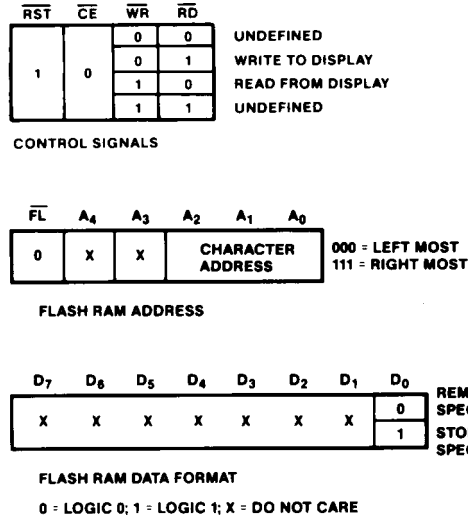 RST CE WR RD
0 0 UNDEFINED
0 1 WRITE TO DISPLAY
1 0
1 0 READ FROM DISPLAY
1 1 UNDEFINED
CONTROL SIGNALS
FL A4 A3 A2 A1 A0
0 X X CHARACTER ADDRESS 000 = LEFT MOST
111 = RIGHT MOST
FLASH RAM ADDRESS
D7 D6 D5 D4 D3 D2 D1 D0
X X X X X X X 0
1
FLASH RAM DATA FORMAT
0 = LOGIC 0; 1 = LOGIC 1; X = DO NOT CARE